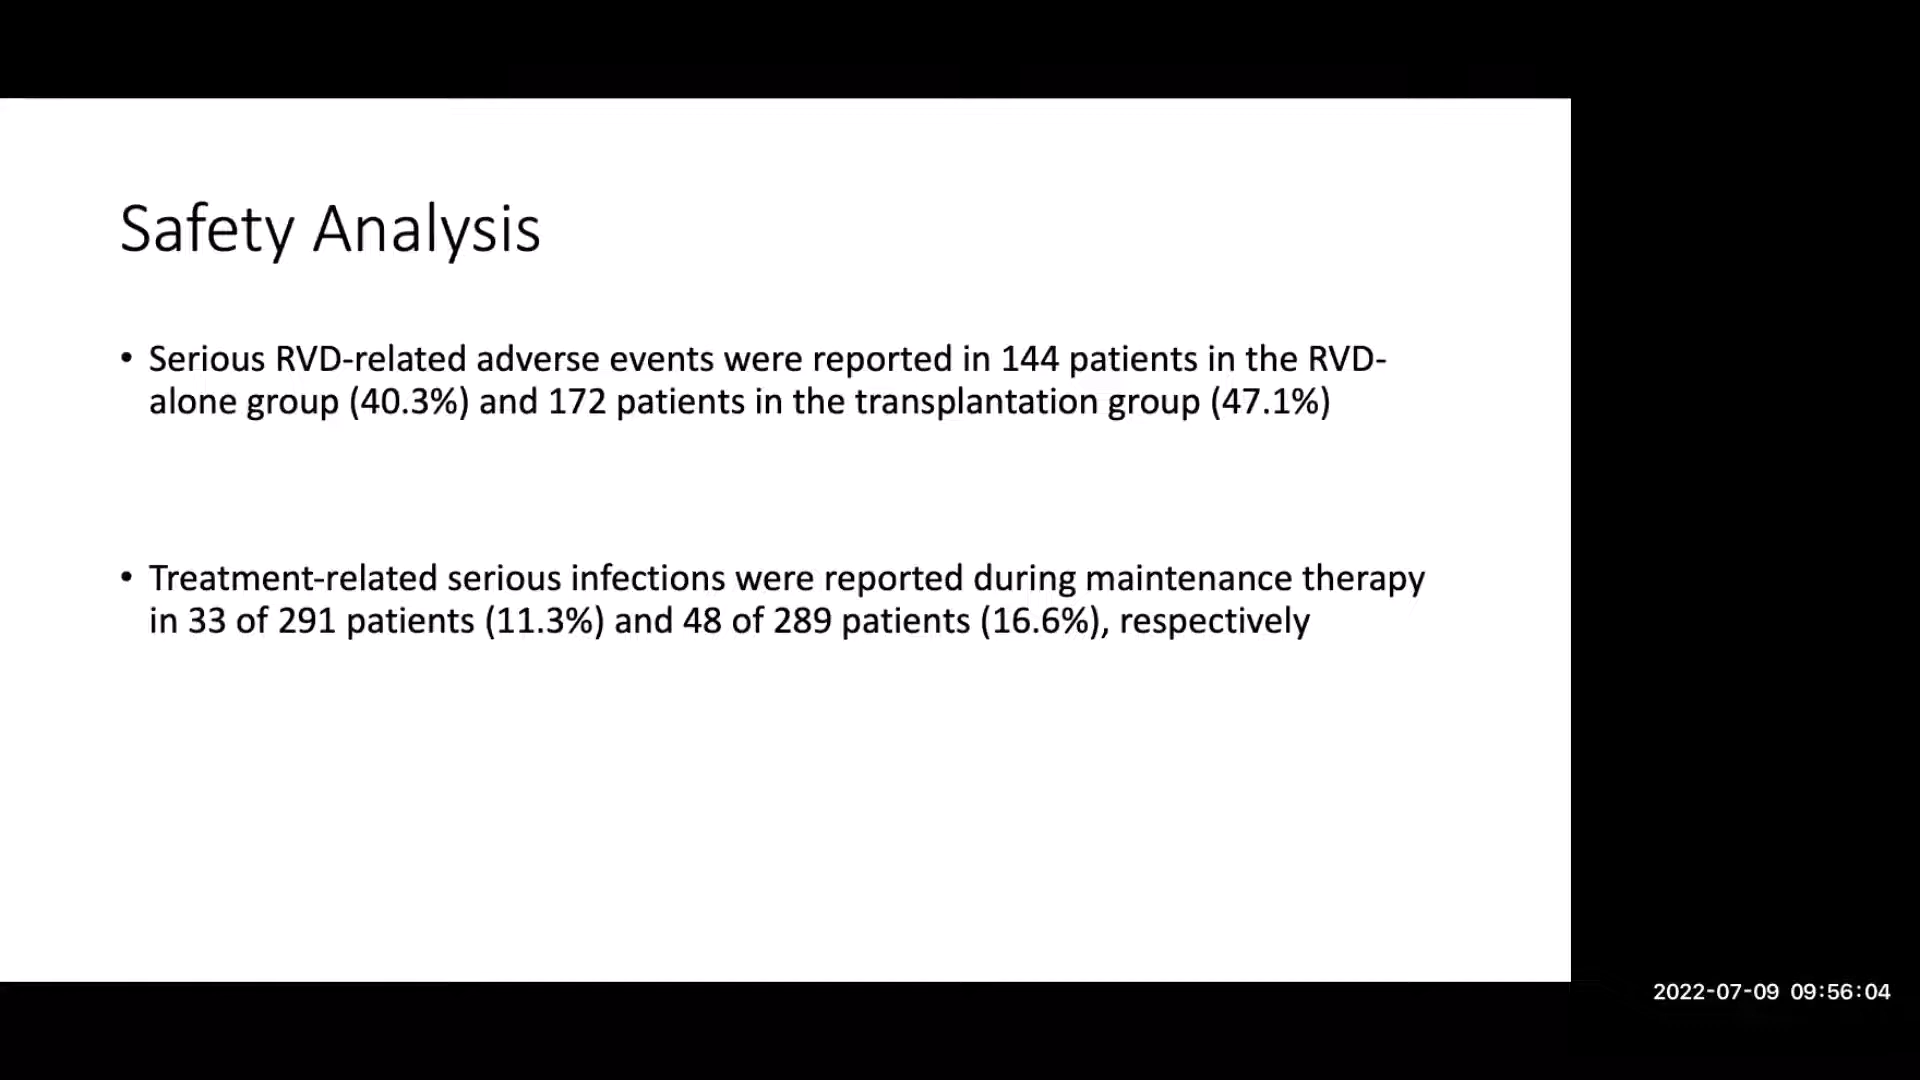 Safety Analysis
• Serious RVD-related adverse events were reported in 144 patients in the RVD-
alone group (40.3%) and 172 patients in the transplantation group (47.1%)
• Treatment-related serious infections were reported during maintenance therapy
in 33 of 291 patients (11.3%) and 48 of 289 patients (16.6%), respectively
2022-07-09 09:56:04